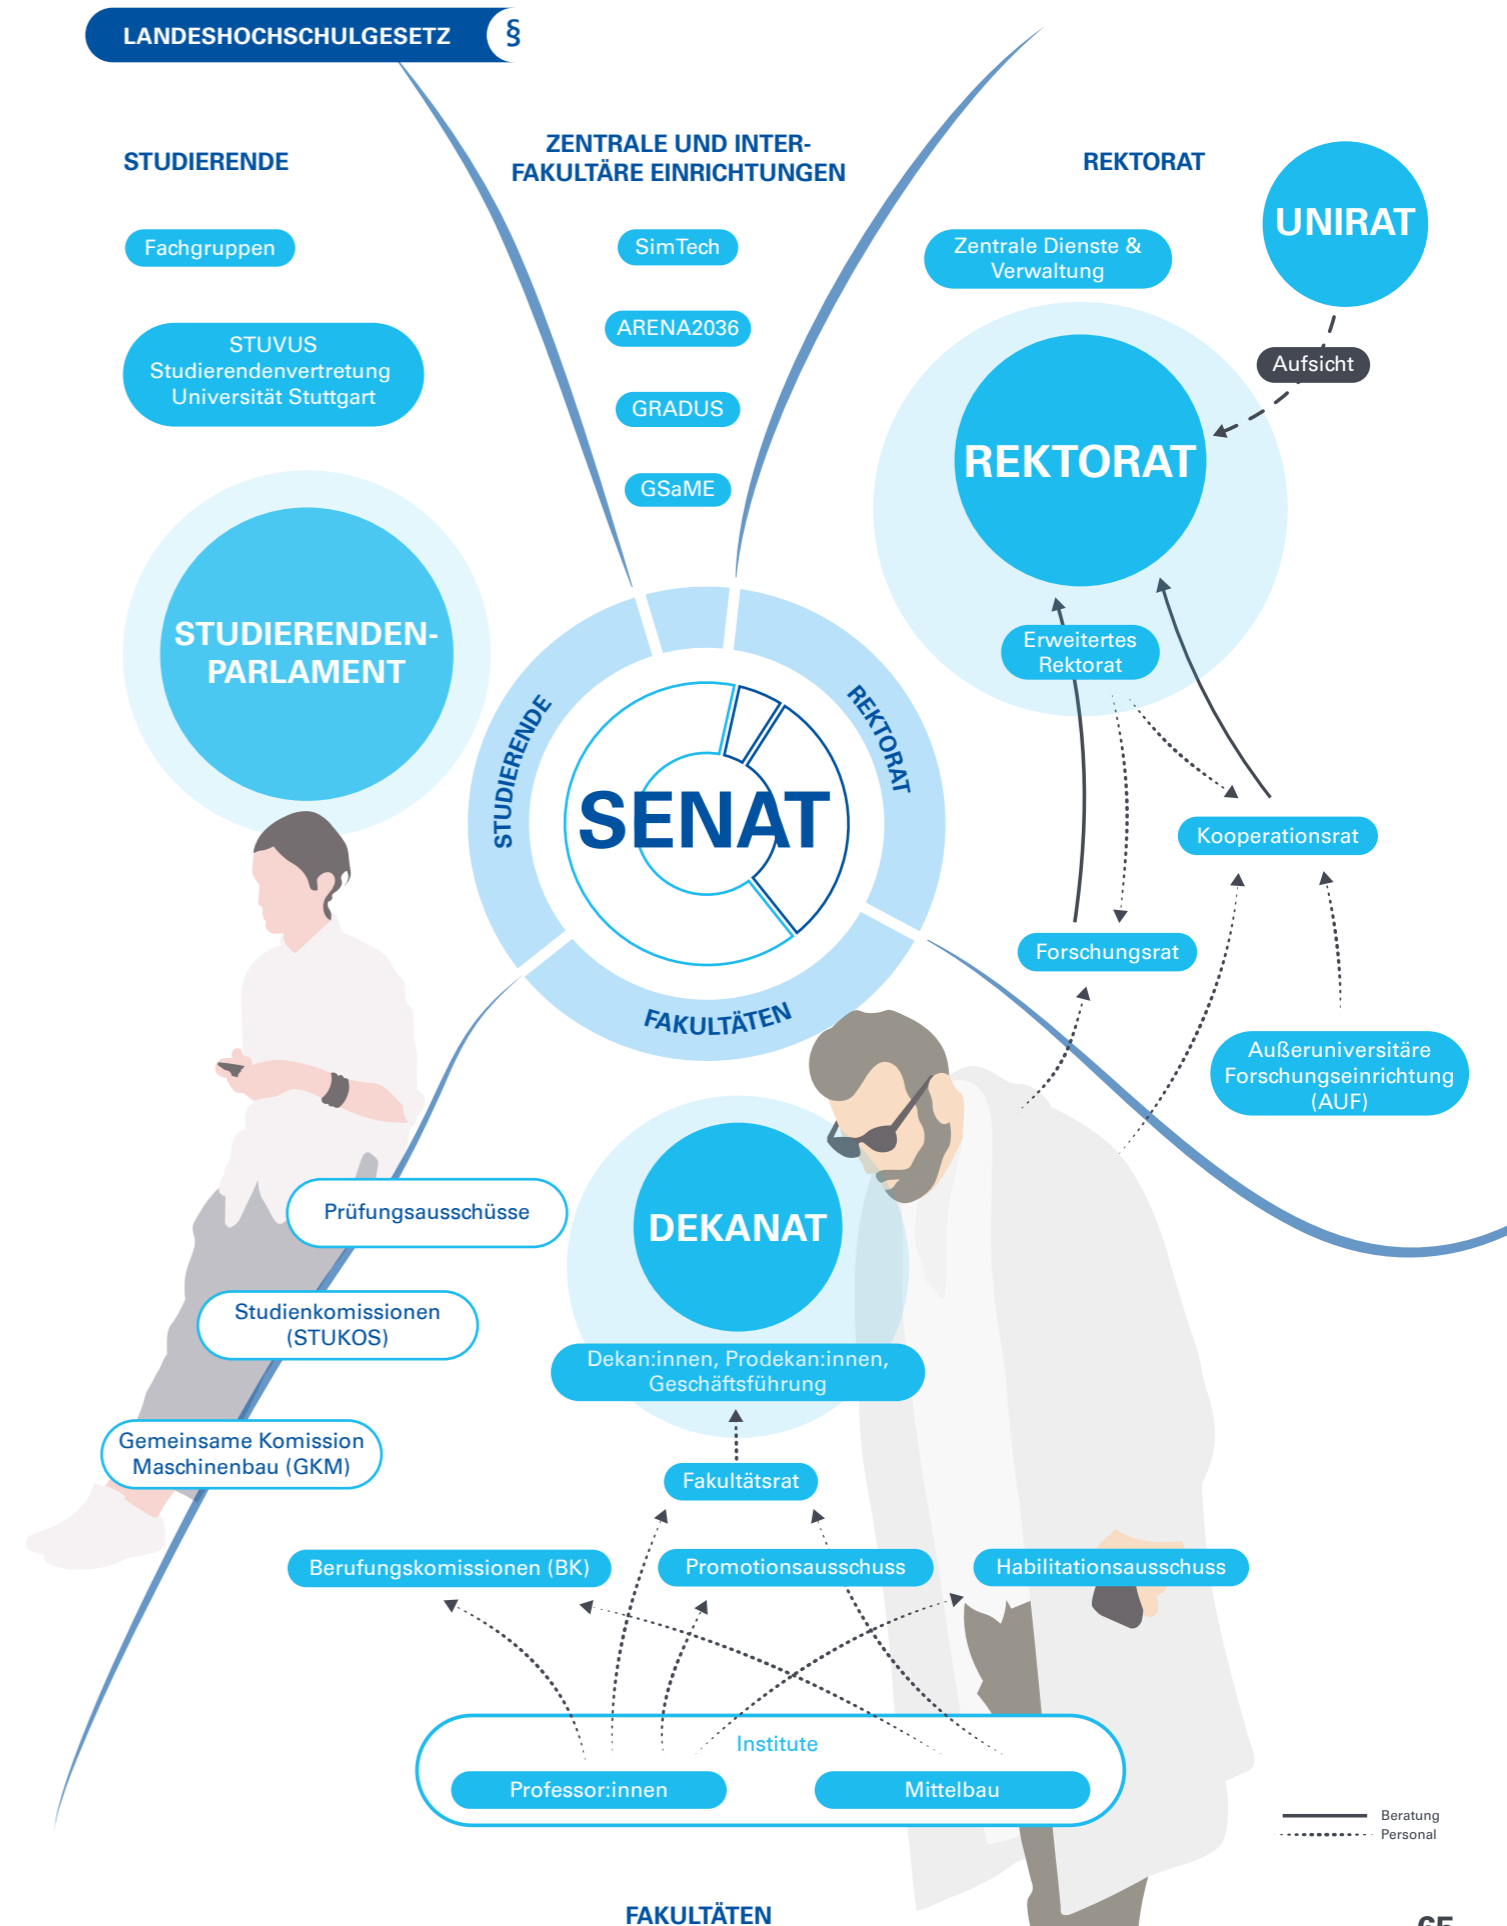 LANDESHOCHSCHULGESETZ §
STUDIERENDE
Fachgruppen
STUVUS
Studierendenvertretung
Universität Stuttgart
STUDIERENDEN-
PARLAMENT
ZENTRALE UND INTER-
FAKULTÄRE EINRICHTUNGEN
SimTech
ARENA2036
GRADUS
GSaME
REKTORAT
UNIRAT
Zentrale Dienste &
Verwaltung
Aufsicht
REKTORAT
Erweitertes
Rektorat
Kooperationsrat
Forschungsrat
Außeruniversitäre
Forschungseinrichtung
(AUF)
STUDIERENDE
REKTORAT
SENAT
FAKULTÄTEN
DEKANAT
Dekan:innen, Prodekan:innen,
Geschäftsführung
Prüfungsausschüsse
Studienkomissionen
(STUKOS)
Gemeinsame Komission
Maschinenbau (GKM)
Fakultätsrat
Berufungskomissionen (BK)
Promotionsausschuss
Habilitationsausschuss
Institute
Professor:innen
Mittelbau
Beratung
Personal
FAKULTÄTEN
65